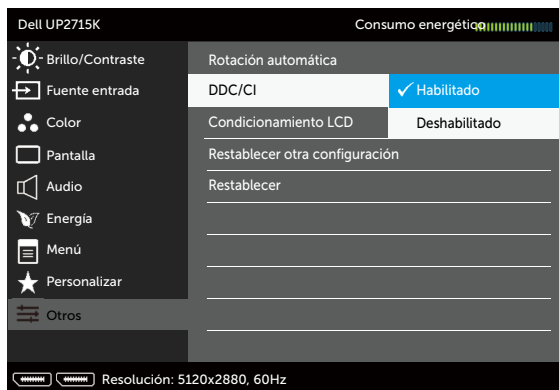 Dell UP2715K
Consumo energético
Brillo/Contraste
Fuente entrada
Color
Pantalla
Audio
Energía
Menú
Personalizar
Otros
Rotación automática
DDC/CI
Habilitado
Condicionamiento LCD
Deshabilitado
Restablecer otra configuración
Restablecer
Resolución: 5120x2880, 60Hz